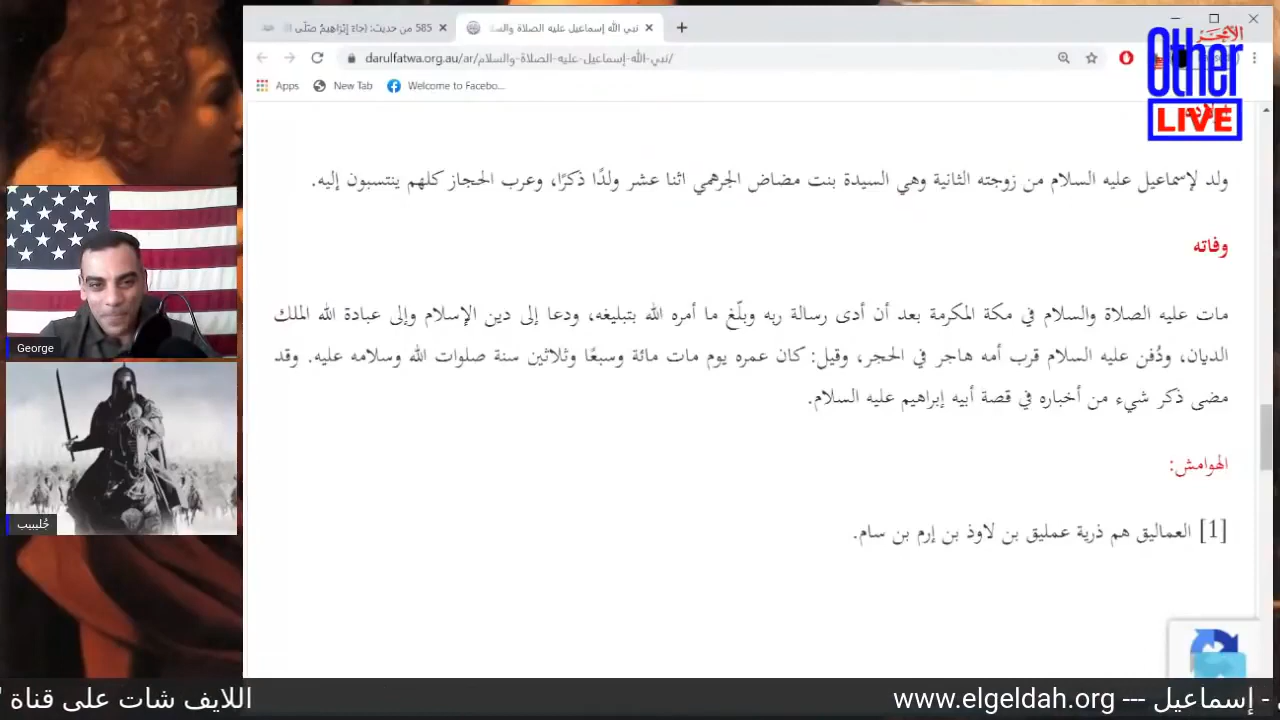 585 من حديث: (جاءَ إبْرَاهِيمُ صَلَّى ا
نبي الله إسماعيل عليه الصلاة والسلا
darulfatwa.org.au/ar/نبي-الله-إسماعيل-عليه-الصلاة-والسلام/
Apps
New Tab
Welcome to Facebo...
الآخر
Other
LIVE
ولد لإسماعيل عليه السلام من زوجته الثانية وهي السيدة بنت مضاض الجرهمي اثنا عشر ولدًا ذكرًا، وعرب الحجاز كلهم ينتسبون إليه.
وفاته
مات عليه الصلاة والسلام في مكة المكرمة بعد أن أدى رسالة ربه وبلّغ ما أمره الله بتبليغه، ودعا إلى دين الإسلام وإلى عبادة الله الملك
الديان، ودُفن عليه السلام قرب أمه هاجر في الحجر، وقيل: كان عمره يوم مات مائة وسبعًا وثلاثين سنة صلوات الله وسلامه عليه. وقد
مضى ذكر شيء من أخباره في قصة أبيه إبراهيم عليه السلام.
الهوامش:
[1] العماليق هم ذرية عمليق بن لاوذ بن إرم بن سام.
George
جُليبيب
- إسماعيل --- www.elgeldah.org
اللايف شات على قناة